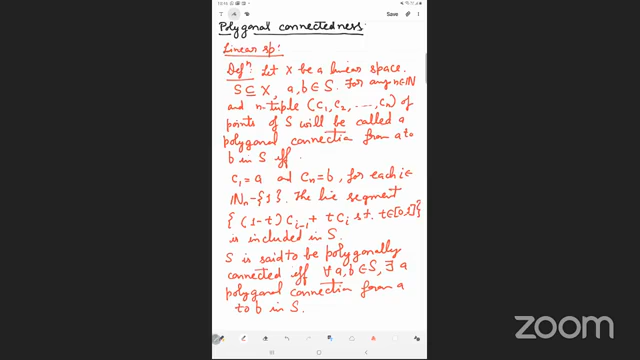 Save
Polygonal connectedness
Linear sp:
Defⁿ: Let X be a linear space.
S ⊆ X, a,b ∈ S. For any n ∈ IN
and n-tuple (c₁, c₂, ...., cₙ) of
points of S will be called a
polygonal connection from a to
b in S iff
c₁ = a and cₙ = b, for each i ∈
INₙ - {1}. The line segment
{(1-t) cᵢ₋₁ + t cᵢ s.t. t ∈ [0,1]}
is included in S.
S is said to be polygonally
connected iff ∀ a,b ∈ S, ∃ a
polygonal connection from a
to b in S.
zoom